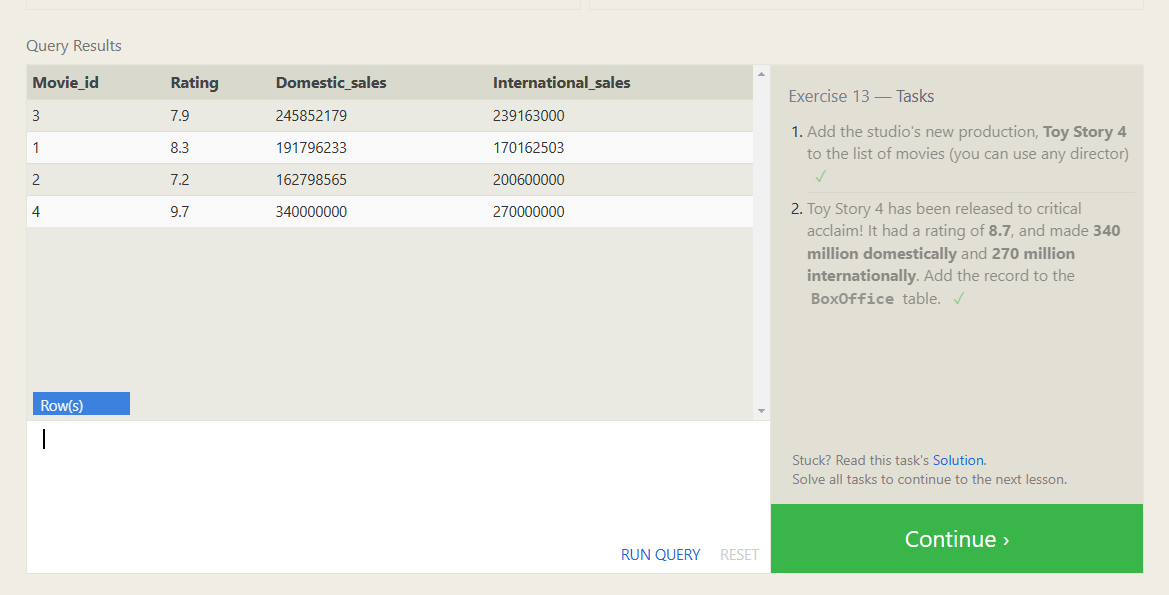 Query Results
Movie_id Rating Domestic_sales International_sales
3 7.9 245852179 239163000
1 8.3 191796233 170162503
2 7.2 162798565 200600000
4 9.7 340000000 270000000
Row(s)
RUN QUERY RESET
Exercise 13 — Tasks
1. Add the studio's new production, Toy Story 4
to the list of movies (you can use any director)
✓
2. Toy Story 4 has been released to critical
acclaim! It had a rating of 8.7, and made 340
million domestically and 270 million
internationally. Add the record to the
BoxOffice table. ✓
Stuck? Read this task's Solution.
Solve all tasks to continue to the next lesson.
Continue ›